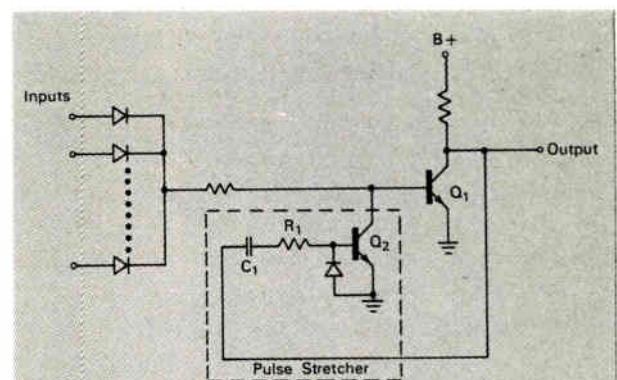 B+
Inputs
Output
Q1
R1
Q2
C1
Pulse Stretcher